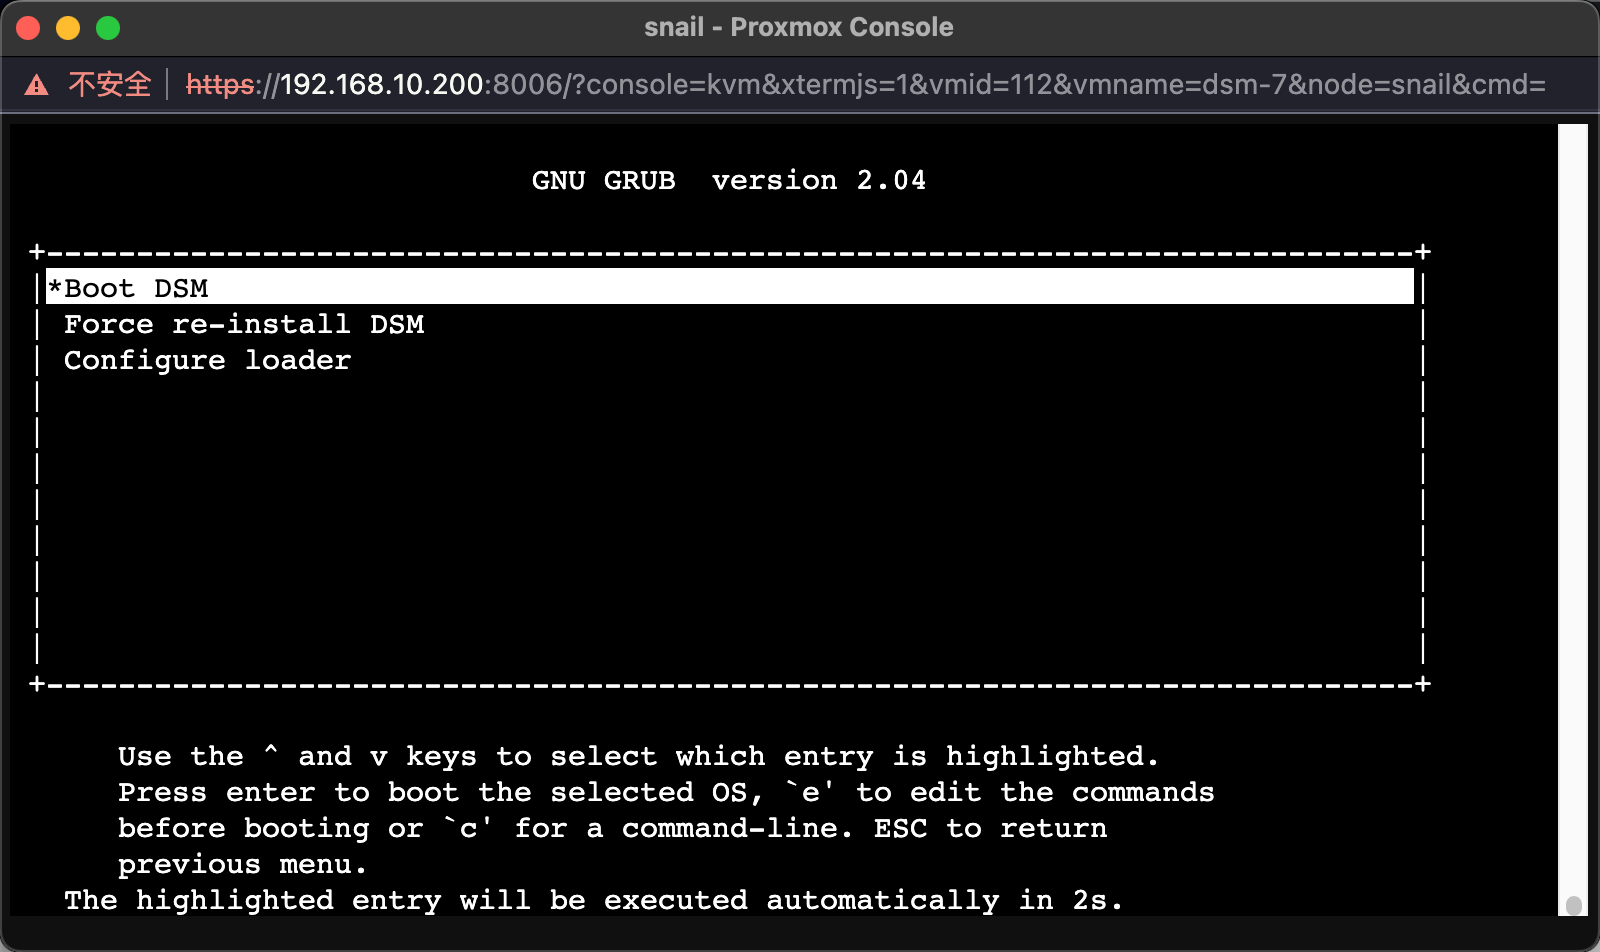 snail - Proxmox Console
不安全 https://192.168.10.200:8006/?console=kvm&xtermjs=1&vmid=112&vmname=dsm-7&node=snail&cmd=
GNU GRUB  version 2.04
*Boot DSM
Force re-install DSM
Configure loader
Use the ^ and v keys to select which entry is highlighted.
Press enter to boot the selected OS, `e' to edit the commands
before booting or `c' for a command-line. ESC to return
previous menu.
The highlighted entry will be executed automatically in 2s.